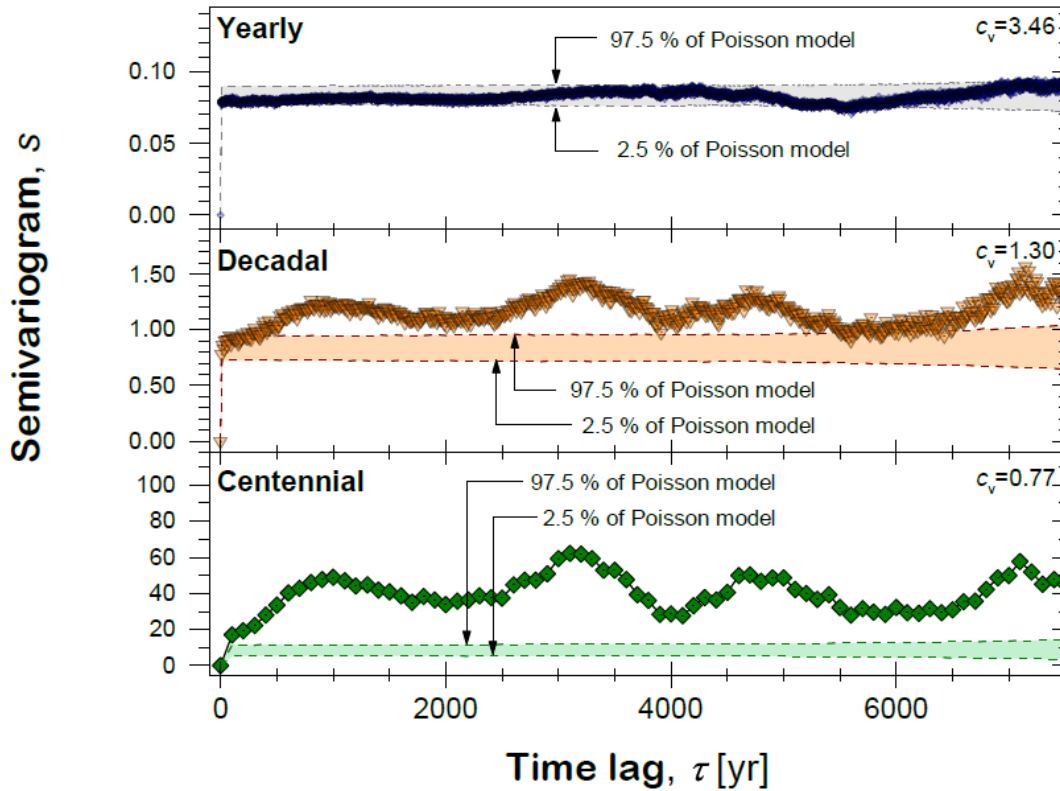 Semivariogram, s
Yearly
c_v=3.46
97.5 % of Poisson model
2.5 % of Poisson model
0.10
0.05
0.00
Decadal
c_v=1.30
1.50
1.00
0.50
0.00
97.5 % of Poisson model
2.5 % of Poisson model
Centennial
c_v=0.77
97.5 % of Poisson model
2.5 % of Poisson model
100
80
60
40
20
0
0 2000 4000 6000
Time lag, τ [yr]